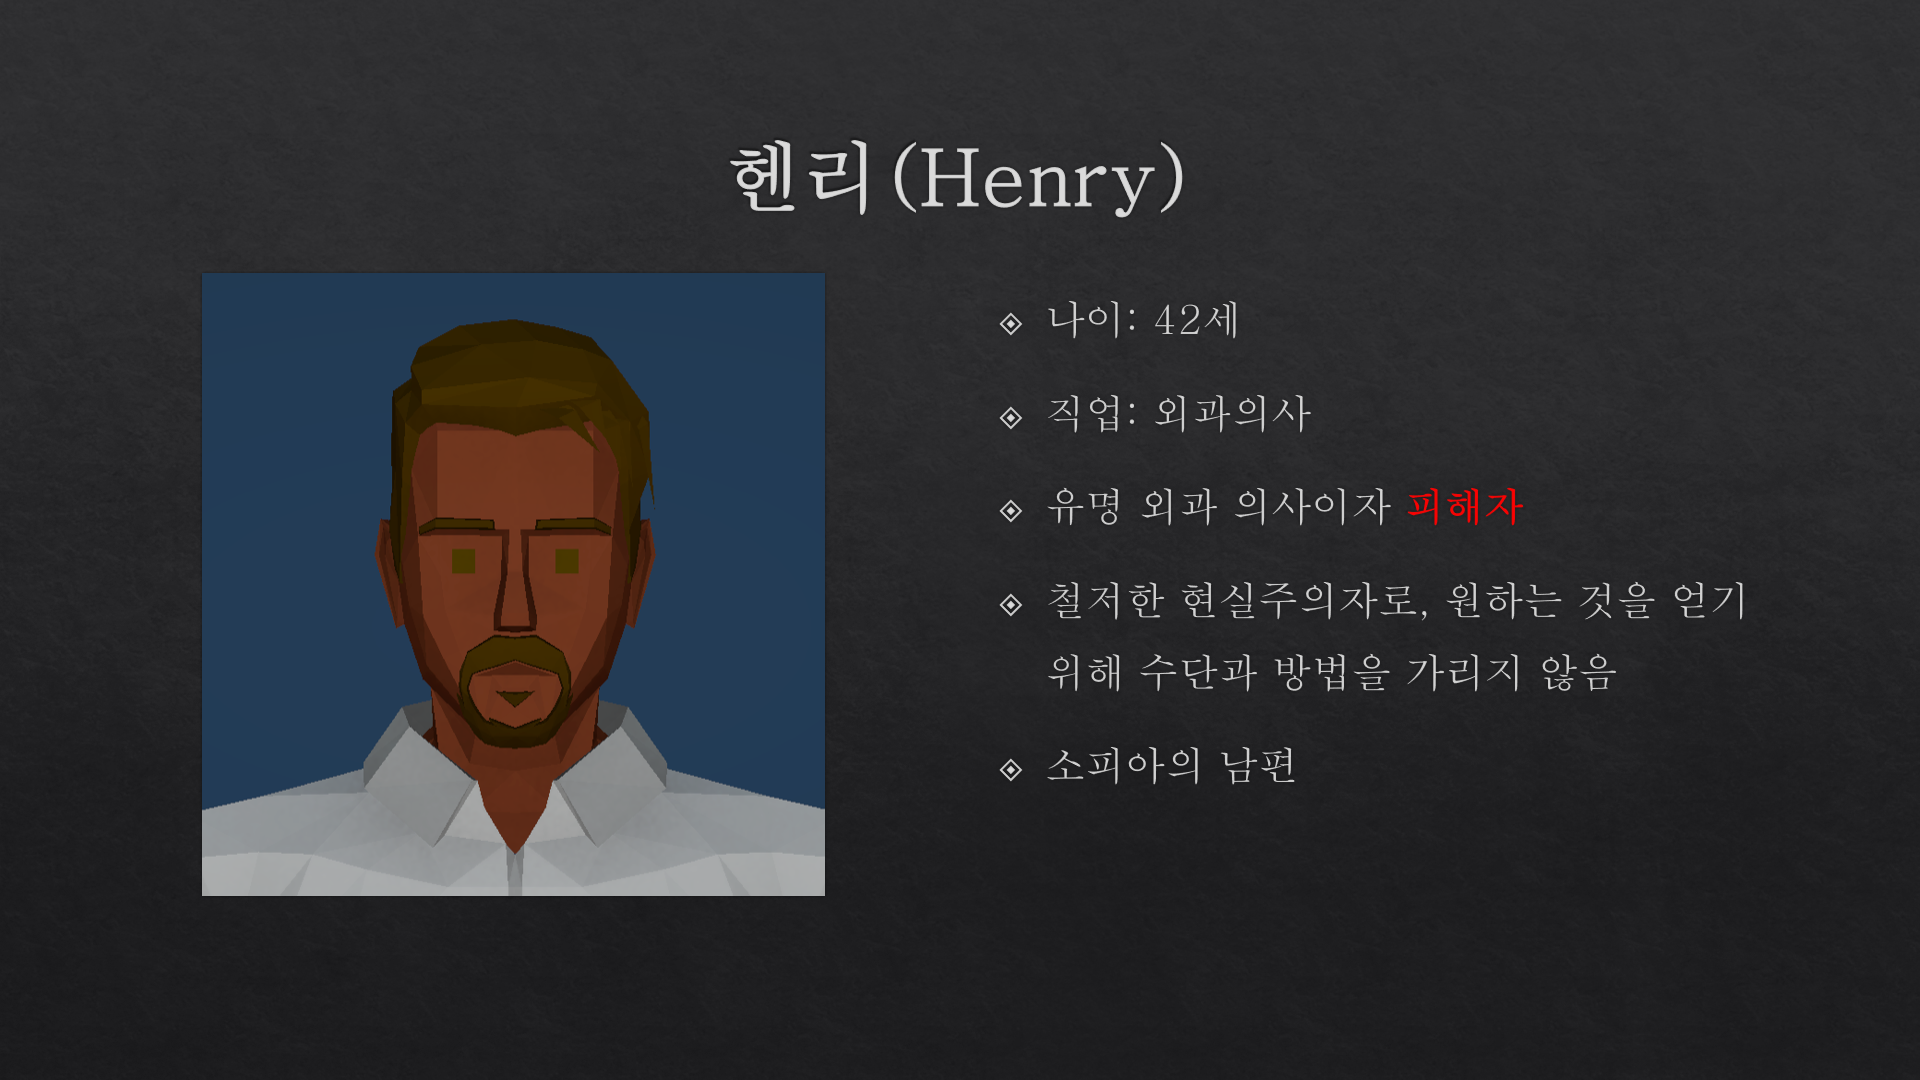 헨리(Henry)
나이: 42세
직업: 외과의사
유명 외과 의사이자 피해자
철저한 현실주의자로, 원하는 것을 얻기
위해 수단과 방법을 가리지 않음
소피아의 남편